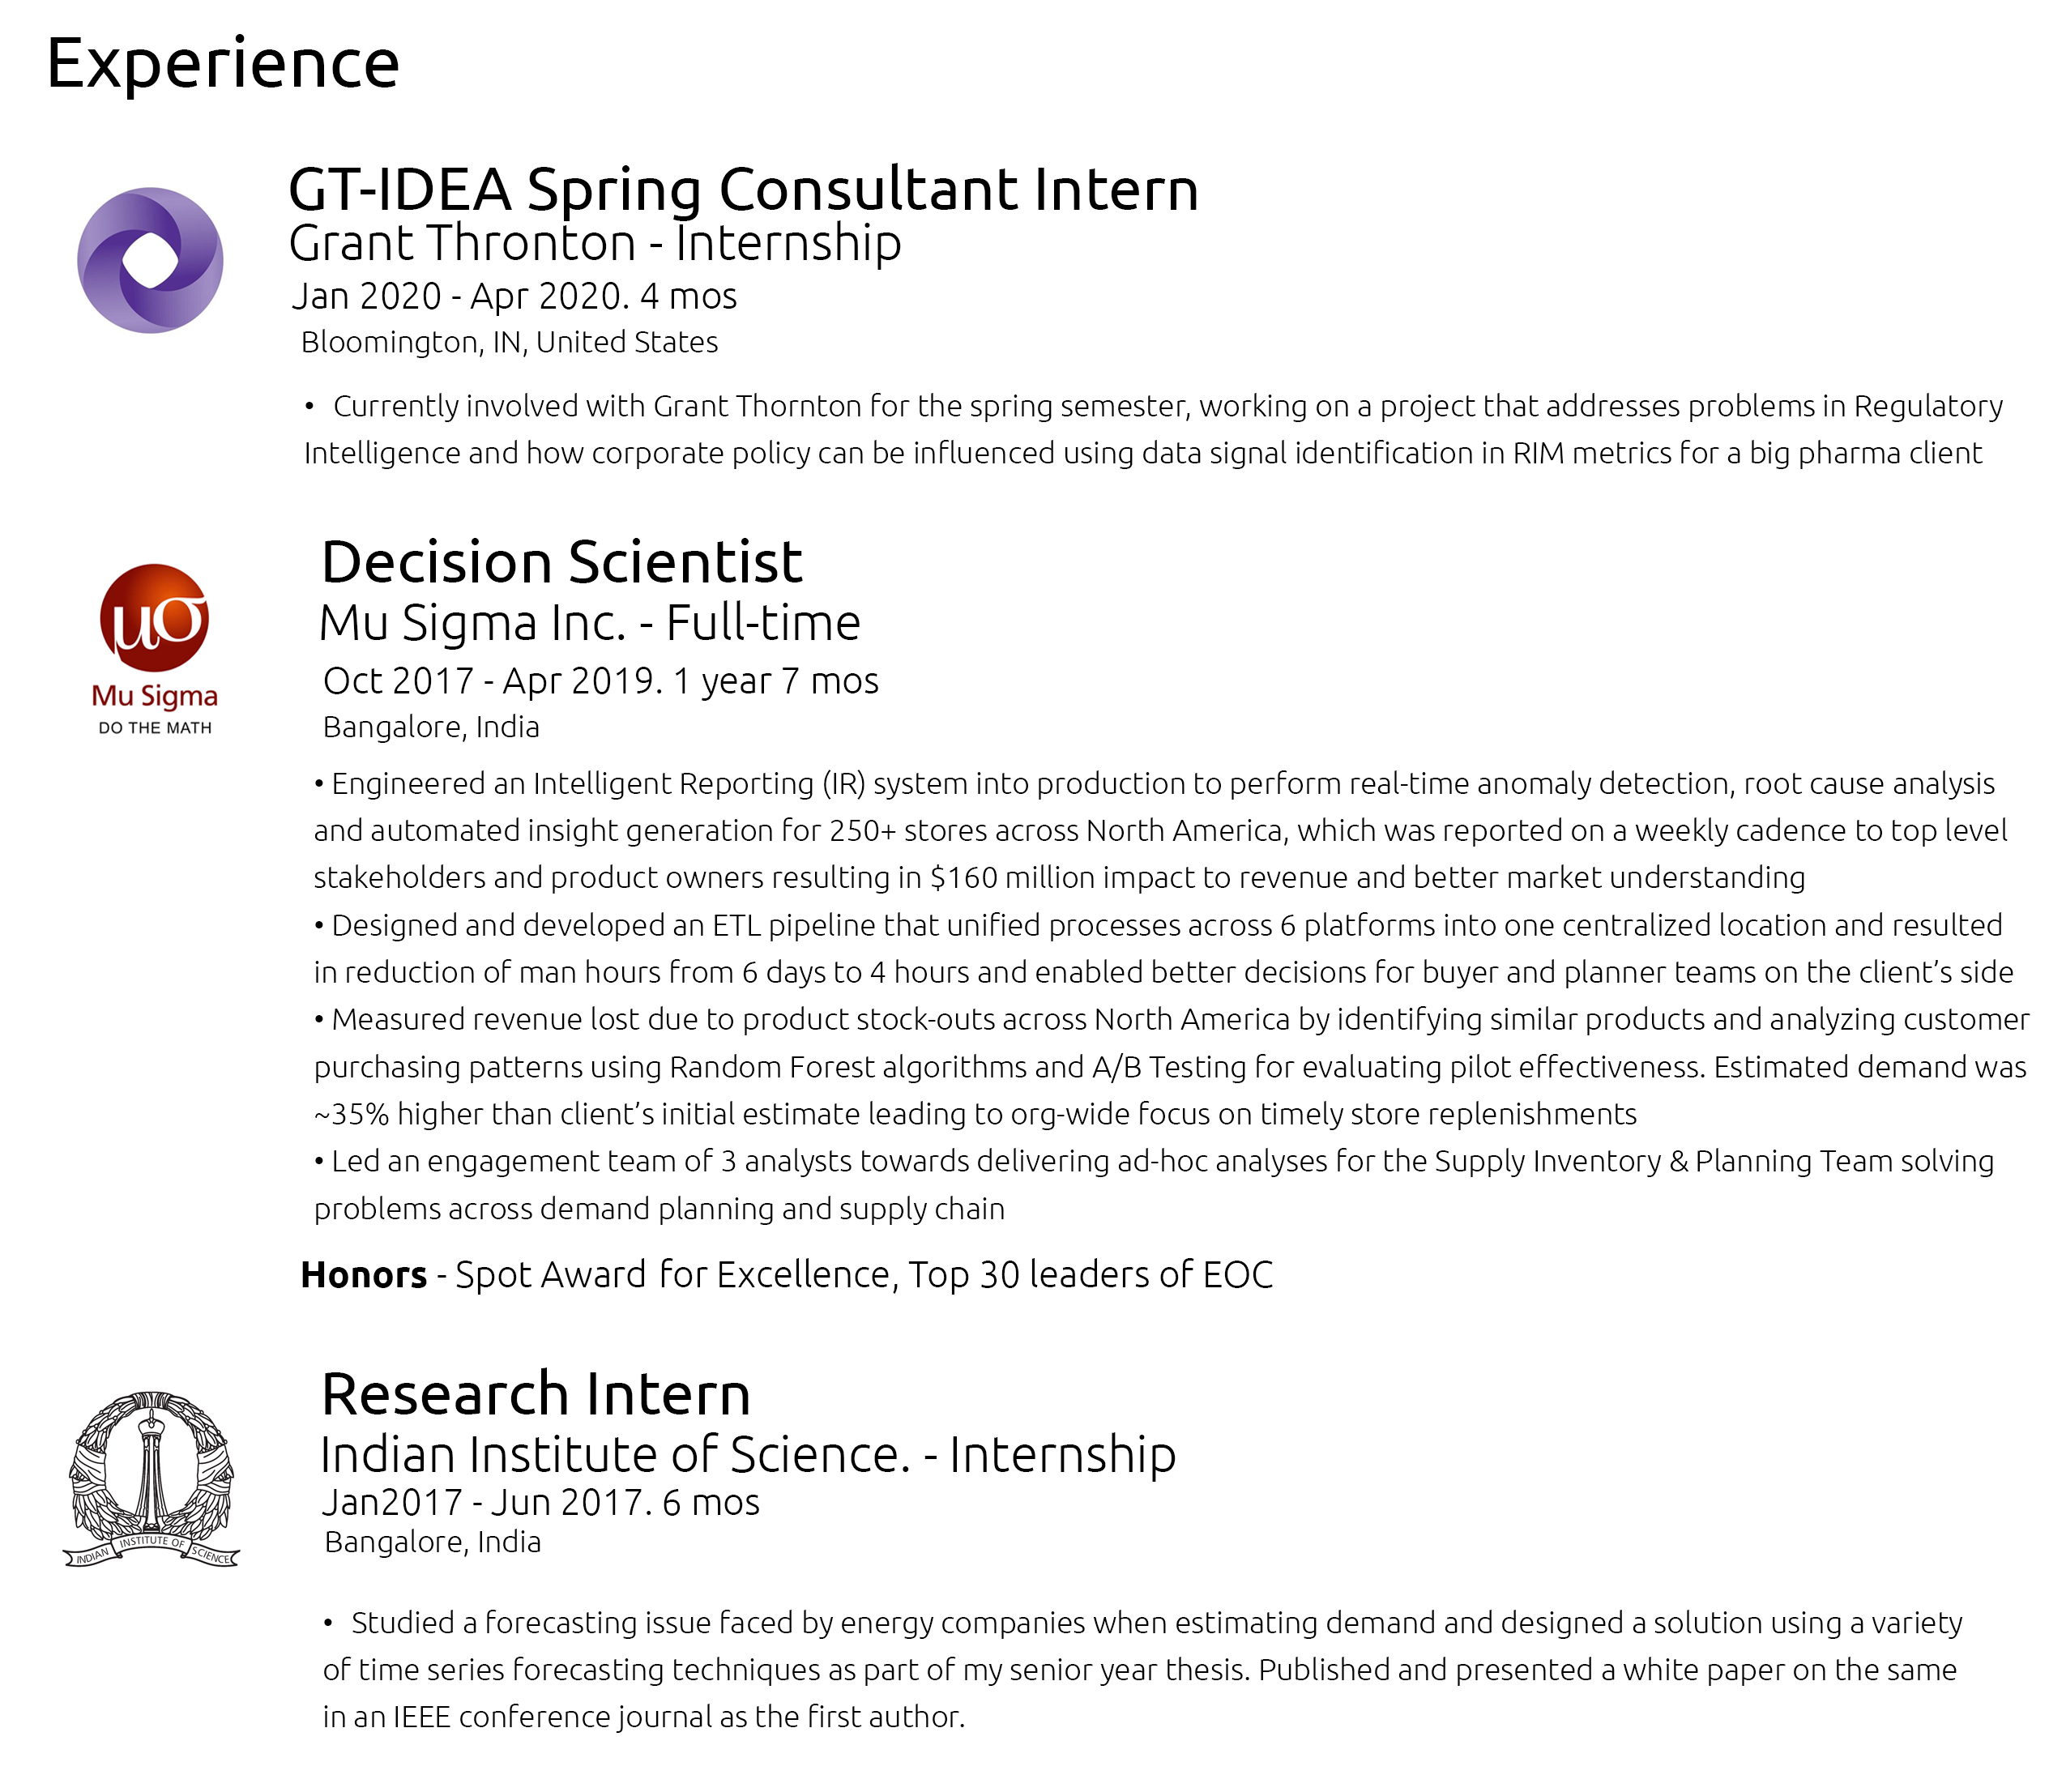 Experience
GT-IDEA Spring Consultant Intern
Grant Thronton - Internship
Jan 2020 - Apr 2020. 4 mos
Bloomington, IN, United States
• Currently involved with Grant Thornton for the spring semester, working on a project that addresses problems in Regulatory
Intelligence and how corporate policy can be influenced using data signal identification in RIM metrics for a big pharma client
μσ
Mu Sigma
DO THE MATH
Decision Scientist
Mu Sigma Inc. - Full-time
Oct 2017 - Apr 2019. 1 year 7 mos
Bangalore, India
• Engineered an Intelligent Reporting (IR) system into production to perform real-time anomaly detection, root cause analysis
and automated insight generation for 250+ stores across North America, which was reported on a weekly cadence to top level
stakeholders and product owners resulting in $160 million impact to revenue and better market understanding
• Designed and developed an ETL pipeline that unified processes across 6 platforms into one centralized location and resulted
in reduction of man hours from 6 days to 4 hours and enabled better decisions for buyer and planner teams on the client’s side
• Measured revenue lost due to product stock-outs across North America by identifying similar products and analyzing customer
purchasing patterns using Random Forest algorithms and A/B Testing for evaluating pilot effectiveness. Estimated demand was
~35% higher than client’s initial estimate leading to org-wide focus on timely store replenishments
• Led an engagement team of 3 analysts towards delivering ad-hoc analyses for the Supply Inventory & Planning Team solving
problems across demand planning and supply chain
Honors - Spot Award for Excellence, Top 30 leaders of EOC
INDIAN INSTITUTE OF SCIENCE
Research Intern
Indian Institute of Science. - Internship
Jan2017 - Jun 2017. 6 mos
Bangalore, India
• Studied a forecasting issue faced by energy companies when estimating demand and designed a solution using a variety
of time series forecasting techniques as part of my senior year thesis. Published and presented a white paper on the same
in an IEEE conference journal as the first author.